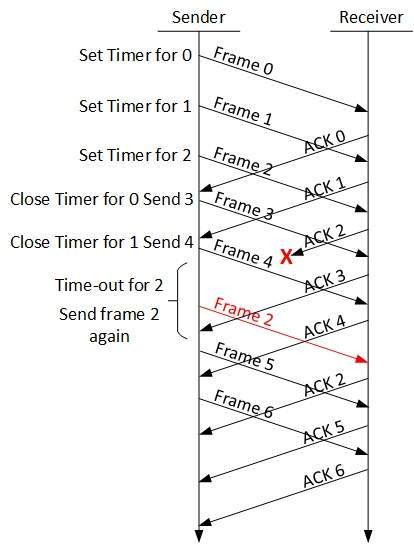 Sender
Receiver
Set Timer for 0
Frame 0
Set Timer for 1
Frame 1
ACK 0
Set Timer for 2
Frame 2
ACK 1
Close Timer for 0 Send 3
Frame 3
ACK 2
Close Timer for 1 Send 4
Frame 4
X
Time-out for 2
ACK 3
Send frame 2
again
Frame 2
ACK 4
Frame 5
ACK 2
Frame 6
ACK 5
ACK 6